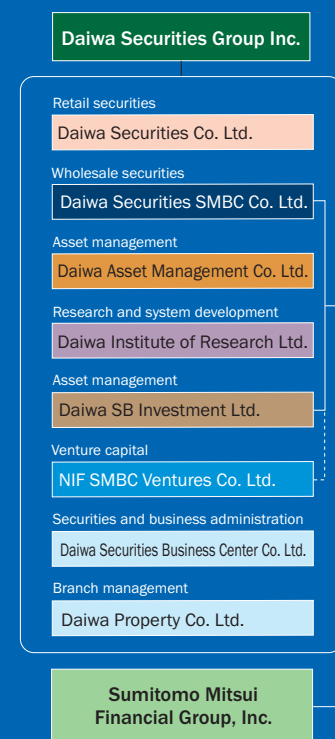 Daiwa Securities Group Inc.
Retail securities
Daiwa Securities Co. Ltd.
Wholesale securities
Daiwa Securities SMBC Co. Ltd.
Asset management
Daiwa Asset Management Co. Ltd.
Research and system development
Daiwa Institute of Research Ltd.
Asset management
Daiwa SB Investment Ltd.
Venture capital
NIF SMBC Ventures Co. Ltd.
Securities and business administration
Daiwa Securities Business Center Co. Ltd.
Branch management
Daiwa Property Co. Ltd.
Sumitomo Mitsui
Financial Group, Inc.